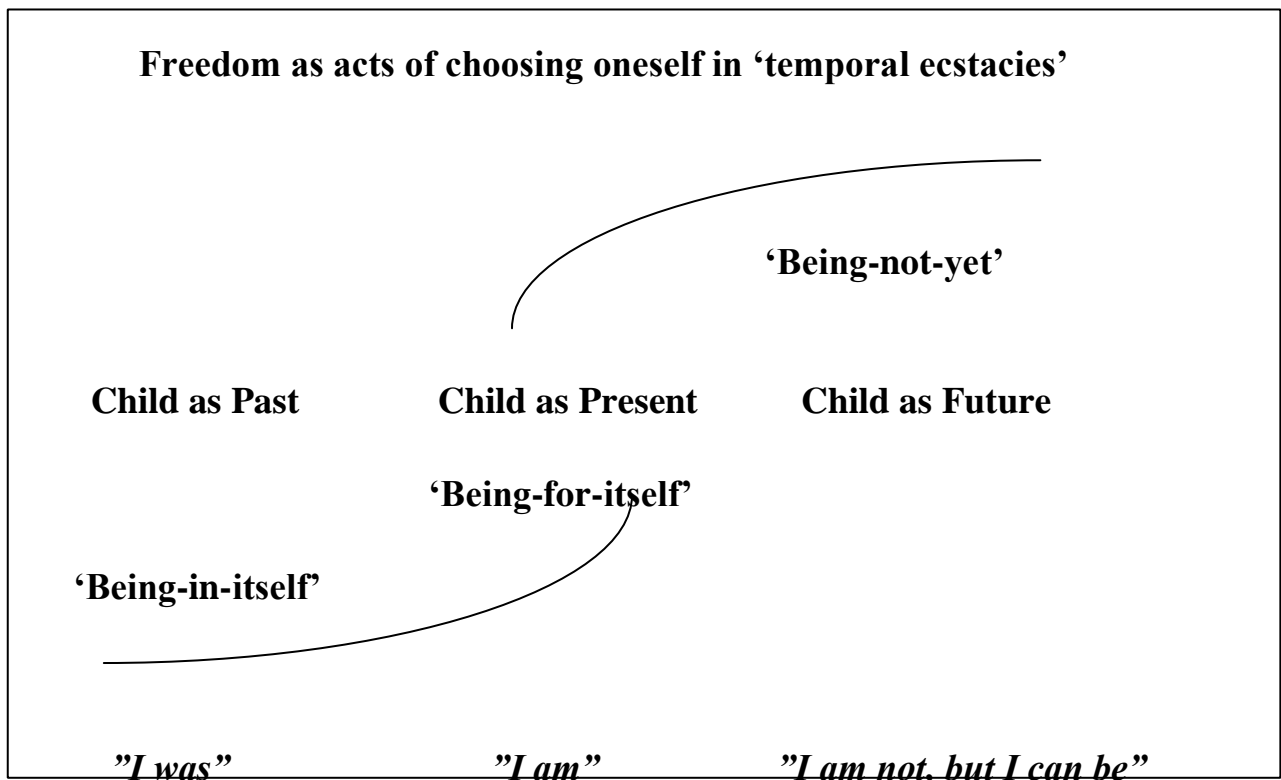 Freedom as acts of choosing oneself in ‘temporal ecstacies’
‘Being-not-yet’
Child as Past Child as Present Child as Future
‘Being-for-itself’
‘Being-in-itself’
”I was” ”I am” ”I am not, but I can be”